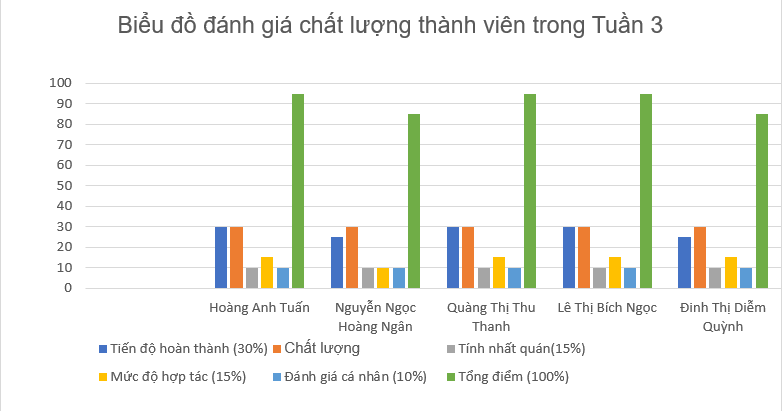 Biểu đồ đánh giá chất lượng thành viên trong Tuần 3
100
90
80
70
60
50
40
30
20
10
0
Hoàng Anh Tuấn
Nguyễn Ngọc
Hoàng Ngân
Quàng Thị Thu
Thanh
Lê Thị Bích Ngọc
Đinh Thị Diễm
Quỳnh
Tiến độ hoàn thành (30%)
Chất lượng
Tính nhất quán(15%)
Mức độ hợp tác (15%)
Đánh giá cá nhân (10%)
Tổng điểm (100%)